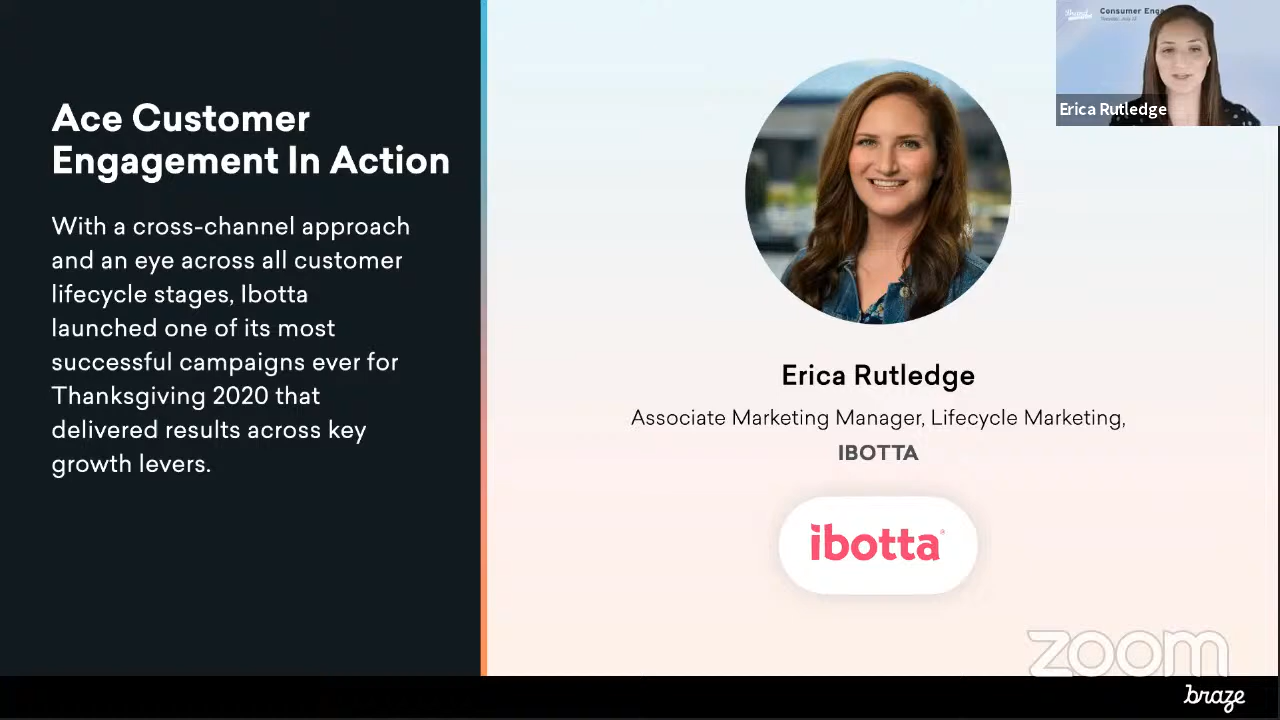 Ace Customer
Engagement In Action
With a cross-channel approach
and an eye across all customer
lifecycle stages, Ibotta
launched one of its most
successful campaigns ever for
Thanksgiving 2020 that
delivered results across key
growth levers.
Erica Rutledge
Associate Marketing Manager, Lifecycle Marketing,
IBOTTA
ibotta
Consumer Eng
Erica Rutledge
zoom
braze